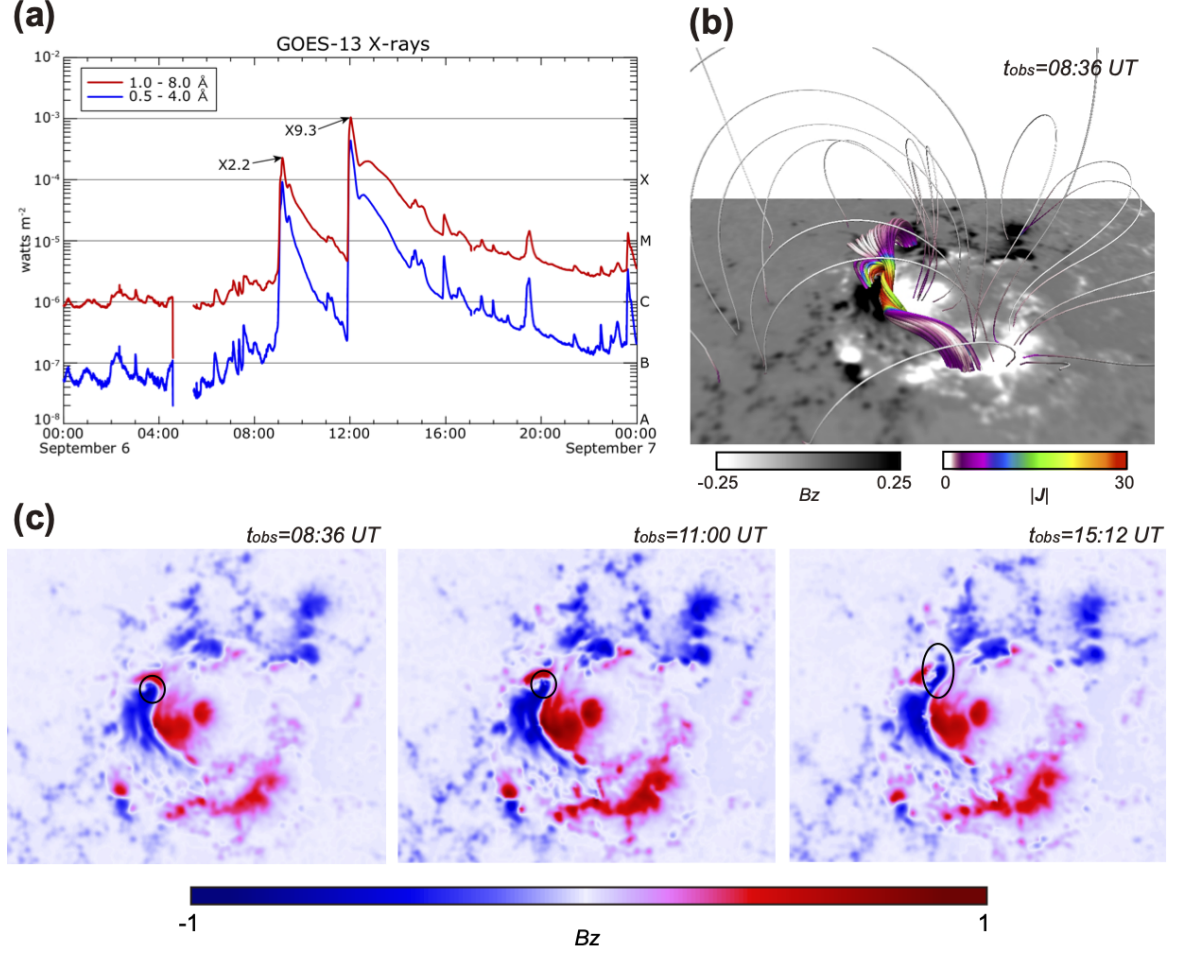 (a)
GOES-13 X-rays
1.0 - 8.0 Å
0.5 - 4.0 Å
X9.3
X2.2
watts m-2
10-2
10-3
10-4
10-5
10-6
10-7
10-8
X
M
C
B
A
00:00
04:00
08:00
12:00
16:00
20:00
00:00
September 6
September 7
(b)
tobs=08:36 UT
-0.25
0.25
Bz
0
30
|J|
(c)
tobs=08:36 UT
tobs=11:00 UT
tobs=15:12 UT
-1
1
Bz